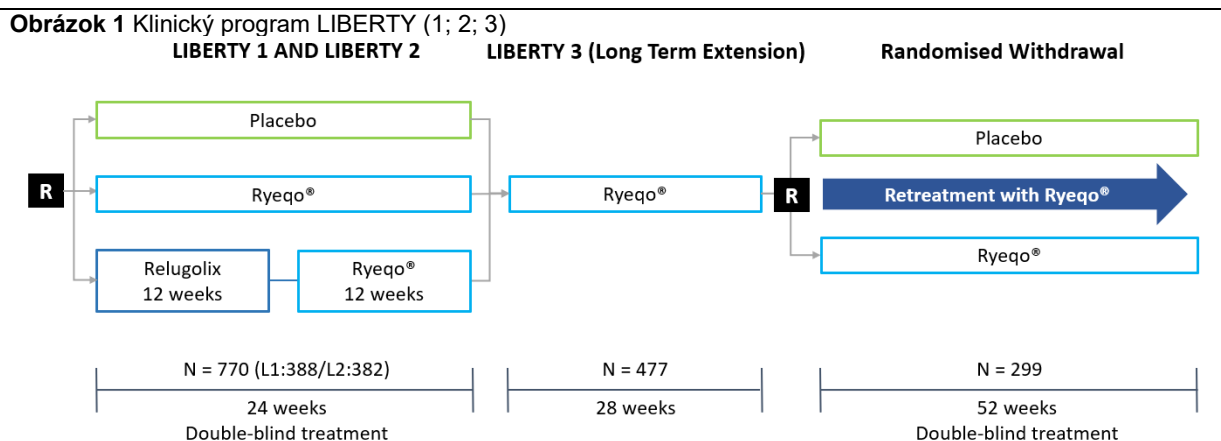 Obrázok 1 Klinický program LIBERTY (1; 2; 3)
LIBERTY 1 AND LIBERTY 2
LIBERTY 3 (Long Term Extension)
Randomised Withdrawal
R
Placebo
Ryeqo®
Relugolix
12 weeks
Ryeqo®
12 weeks
Ryeqo®
R
Placebo
Retreatment with Ryeqo®
Ryeqo®
N = 770 (L1:388/L2:382)
24 weeks
Double-blind treatment
N = 477
28 weeks
N = 299
52 weeks
Double-blind treatment